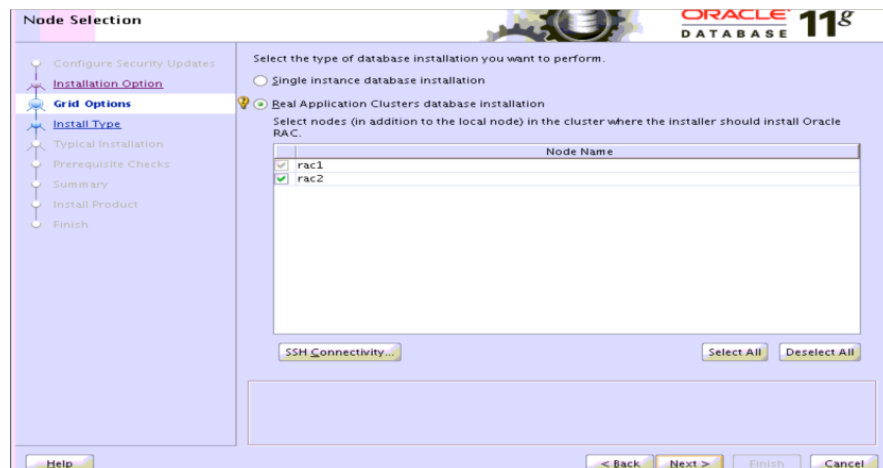 Node Selection
ORACLE
DATABASE 11g
Configure Security Updates
Installation Option
Grid Options
Install Type
Typical Installation
Prerequisite Checks
Summary
Install Product
Finish
Select the type of database installation you want to perform.
Single instance database installation
Real Application Clusters database installation
Select nodes (in addition to the local node) in the cluster where the installer should install Oracle
RAC.
Node Name
rac1
rac2
SSH Connectivity...
Select All
Deselect All
Help
< Back
Next >
Finish
Cancel